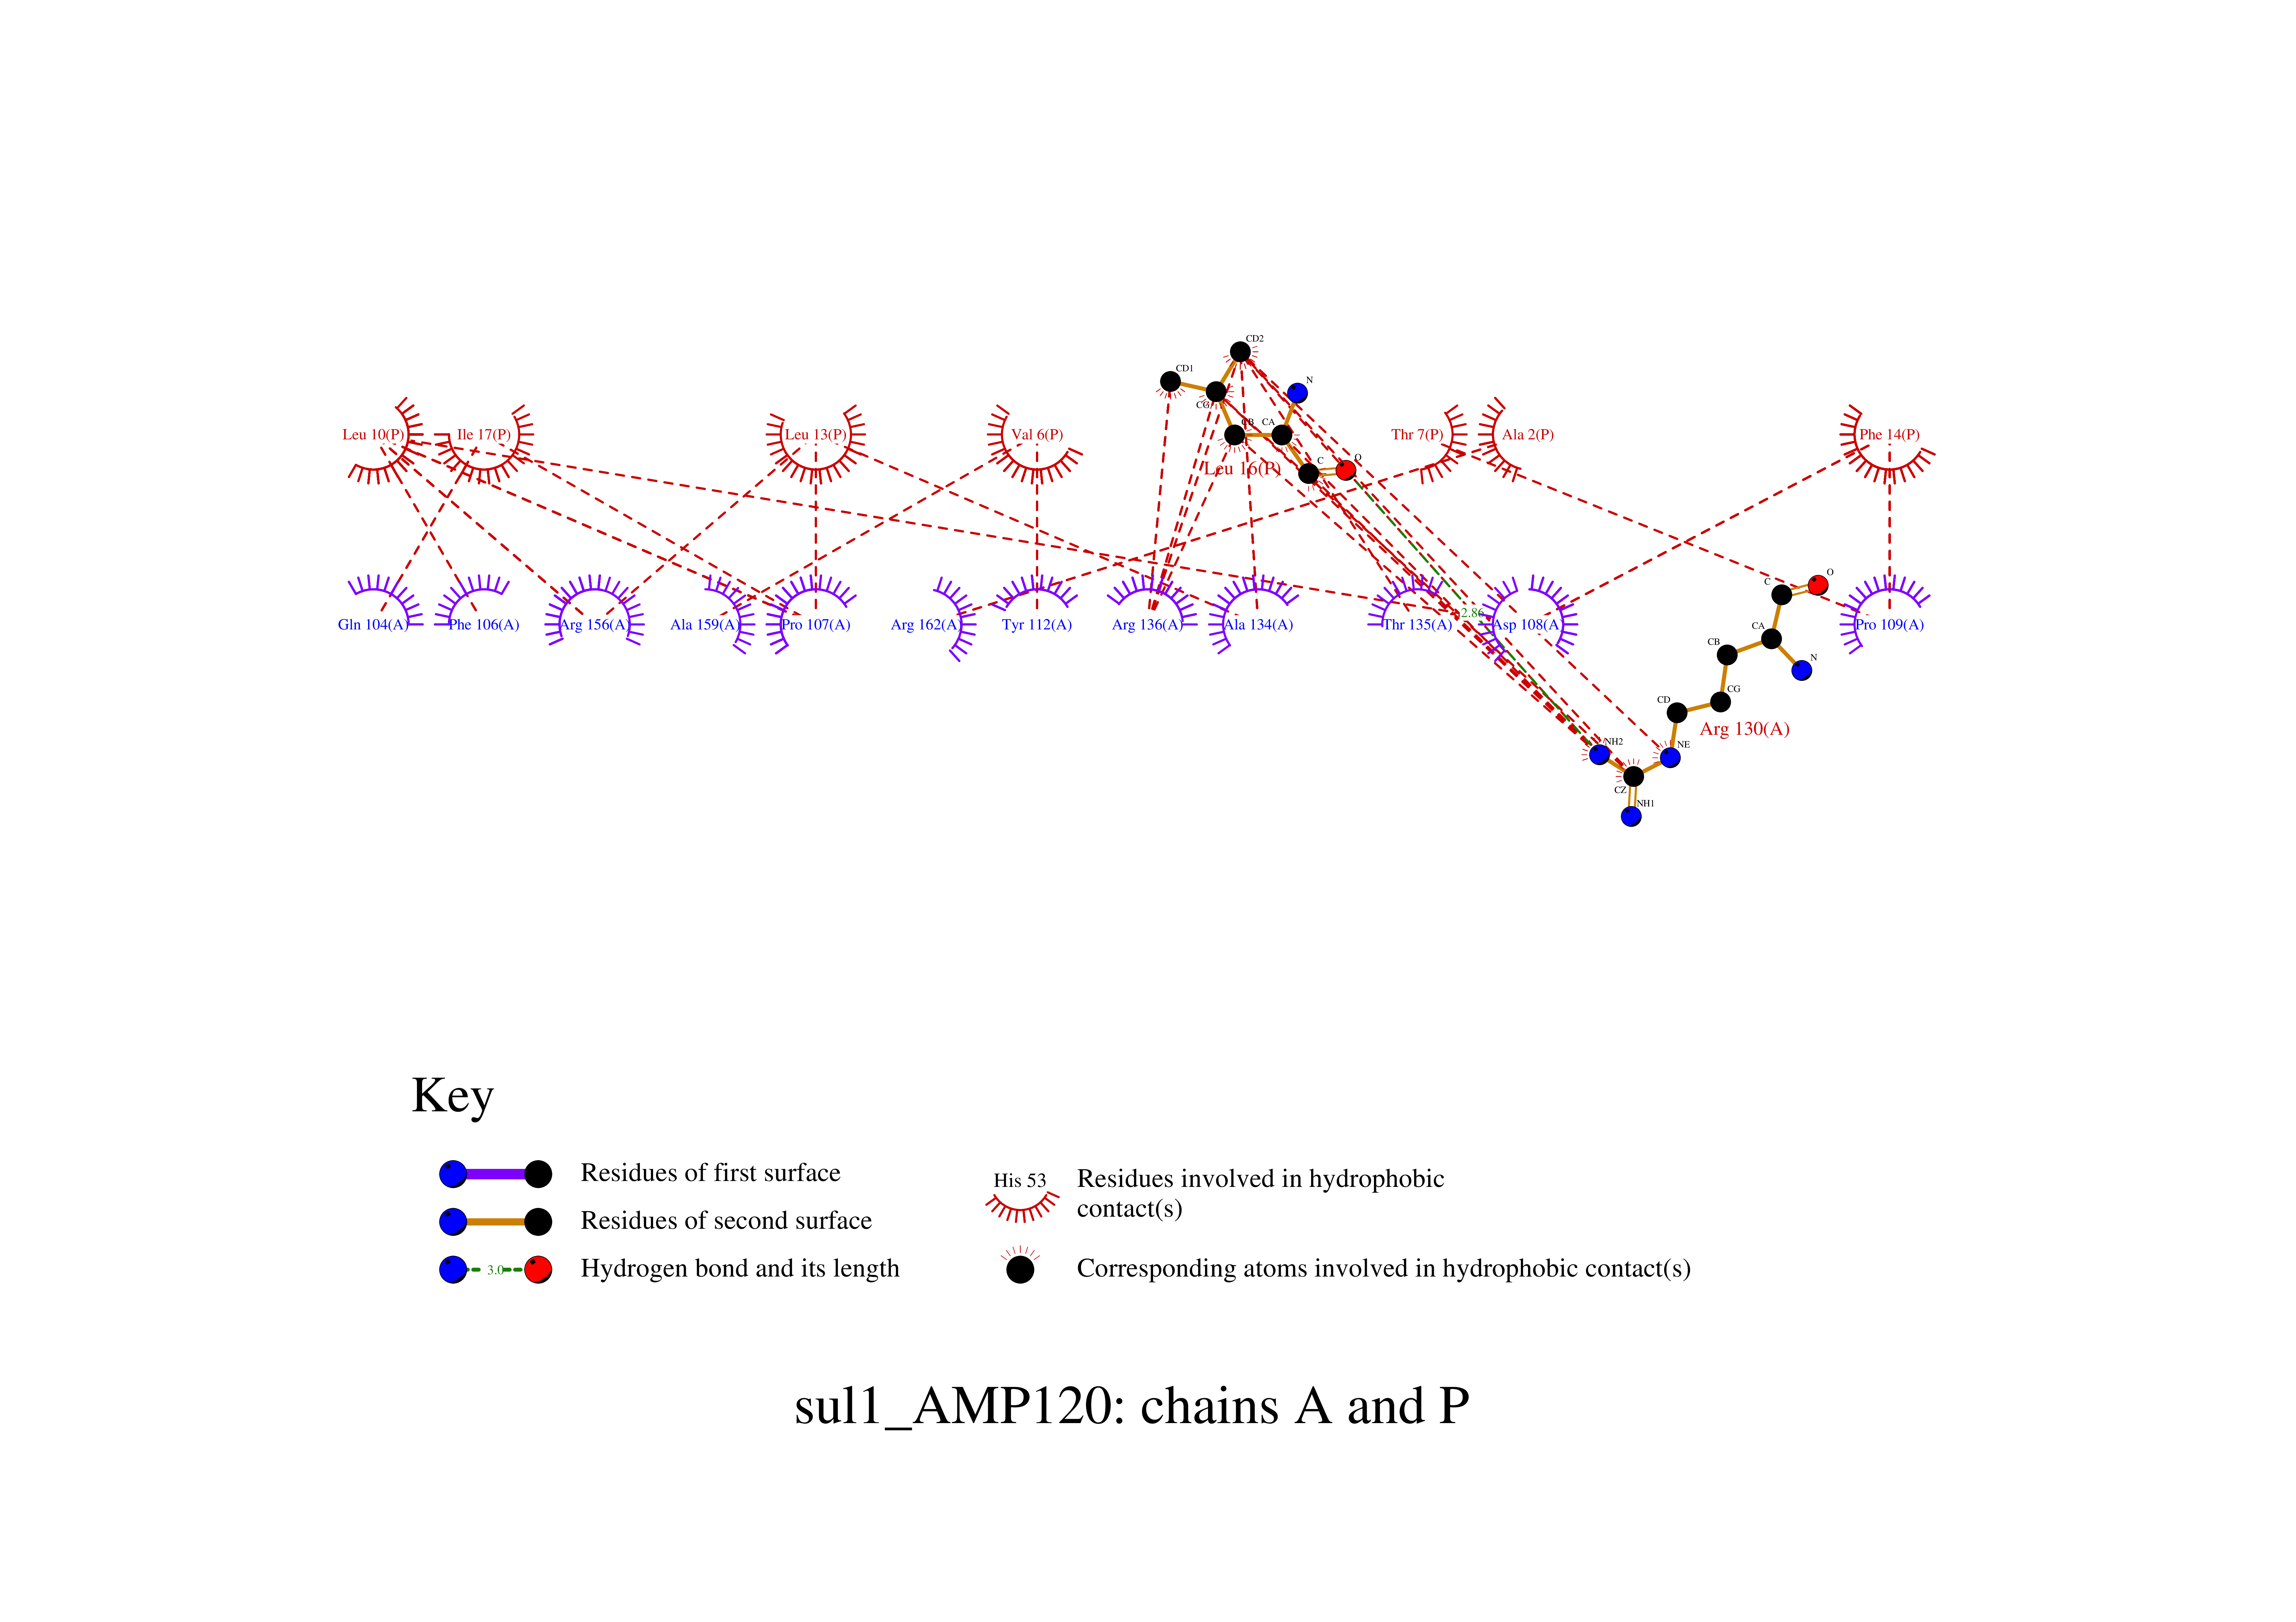 CD2
CD1
N
CG
CB
CA
C
O
Leu 16(P)
Leu 10(P)
Ile 17(P)
Leu 13(P)
Val 6(P)
Thr 7(P)
Ala 2(P)
Phe 14(P)
2.86
Gln 104(A)
Phe 106(A)
Arg 156(A)
Ala 159(A)
Pro 107(A)
Arg 162(A)
Tyr 112(A)
Arg 136(A)
Ala 134(A)
Thr 135(A)
Asp 108(A)
Pro 109(A)
C
O
CA
CB
N
CG
CD
Arg 130(A)
NH2
NE
CZ
NH1
Key
Residues of first surface
Residues of second surface
3.0
Hydrogen bond and its length
His 53
Residues involved in hydrophobic
contact(s)
Corresponding atoms involved in hydrophobic contact(s)
sul1_AMP120: chains A and P